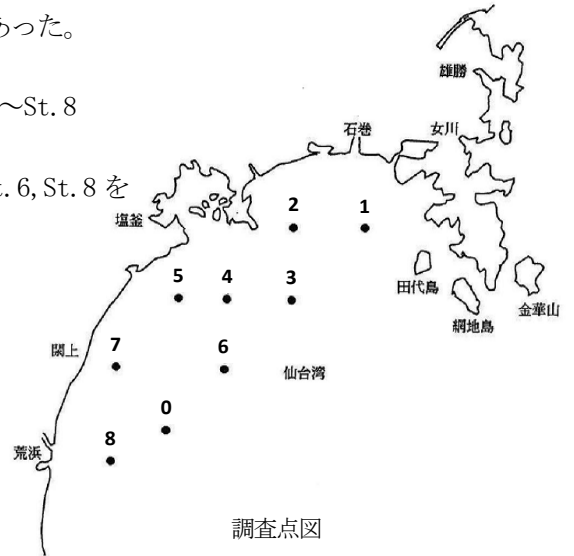 あった。
～St. 8
t. 6, St. 8 を
雄勝
石巻
女川
塩釜
2
1
田代島
金華山
網地島
5
4
3
閖上
7
6
仙台湾
0
荒浜
8
調査点図